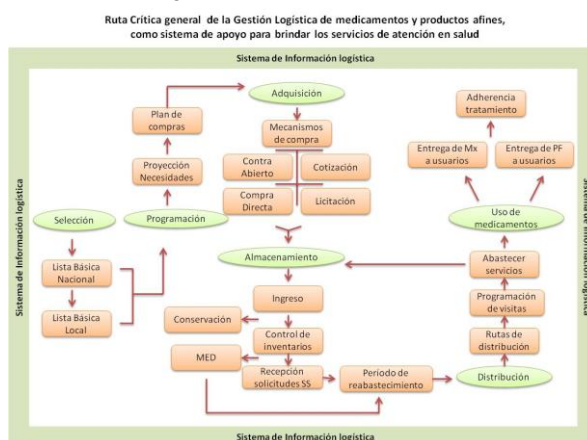 Ruta Crítica general de la Gestión Logística de medicamentos y productos afines,
como sistema de apoyo para brindar los servicios de atención en salud
Sistema de Información logística
Sistema de Información logística
Selección
Lista Básica
Nacional
Lista Básica
Local
Plan de
compras
Proyección
Necesidades
Programación
Adquisición
Mecanismos
de compra
Contra
Abierto
Cotización
Compra
Directa
Licitación
Almacenamiento
Ingreso
Conservación
Control de
inventarios
MED
Recepción
solicitudes SS
Período de
reabastecimiento
Distribución
Rutas de
distribución
Programación
de visitas
Abastecer
servicios
Uso de
medicamentos
Entrega de Mx
a usuarios
Entrega de PF
a usuarios
Adherencia
tratamiento
Sistema de Información logística
Sistema de Información logística